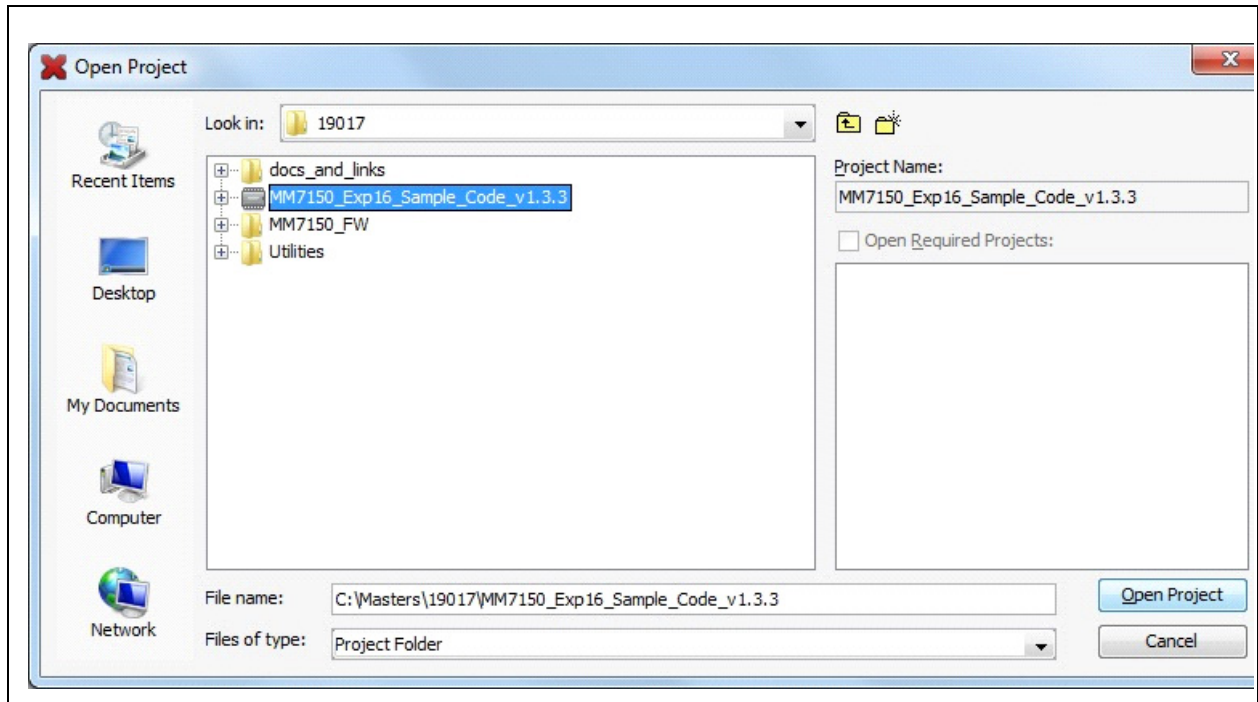 Open Project
Look in: 19017
Recent Items
Desktop
My Documents
Computer
Network
docs_and_links
MM7150_Exp16_Sample_Code_v1.3.3
MM7150_FW
Utilities
Project Name:
MM7150_Exp16_Sample_Code_v1.3.3
Open Required Projects:
File name: C:\Masters\19017\MM7150_Exp16_Sample_Code_v1.3.3
Files of type: Project Folder
Open Project
Cancel